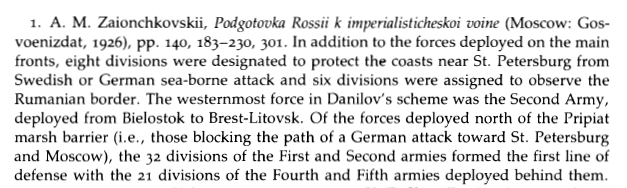 1. A. M. Zaionchkovskii, Podgotovka Rossii k imperialisticheskoi voine (Moscow: Gos-
voenizdat, 1926), pp. 140, 183–230, 301. In addition to the forces deployed on the main
fronts, eight divisions were designated to protect the coasts near St. Petersburg from
Swedish or German sea-borne attack and six divisions were assigned to observe the
Rumanian border. The westernmost force in Danilov's scheme was the Second Army,
deployed from Bielostok to Brest-Litovsk. Of the forces deployed north of the Pripiat
marsh barrier (i.e., those blocking the path of a German attack toward St. Petersburg
and Moscow), the 32 divisions of the First and Second armies formed the first line of
defense with the 21 divisions of the Fourth and Fifth armies deployed behind them.